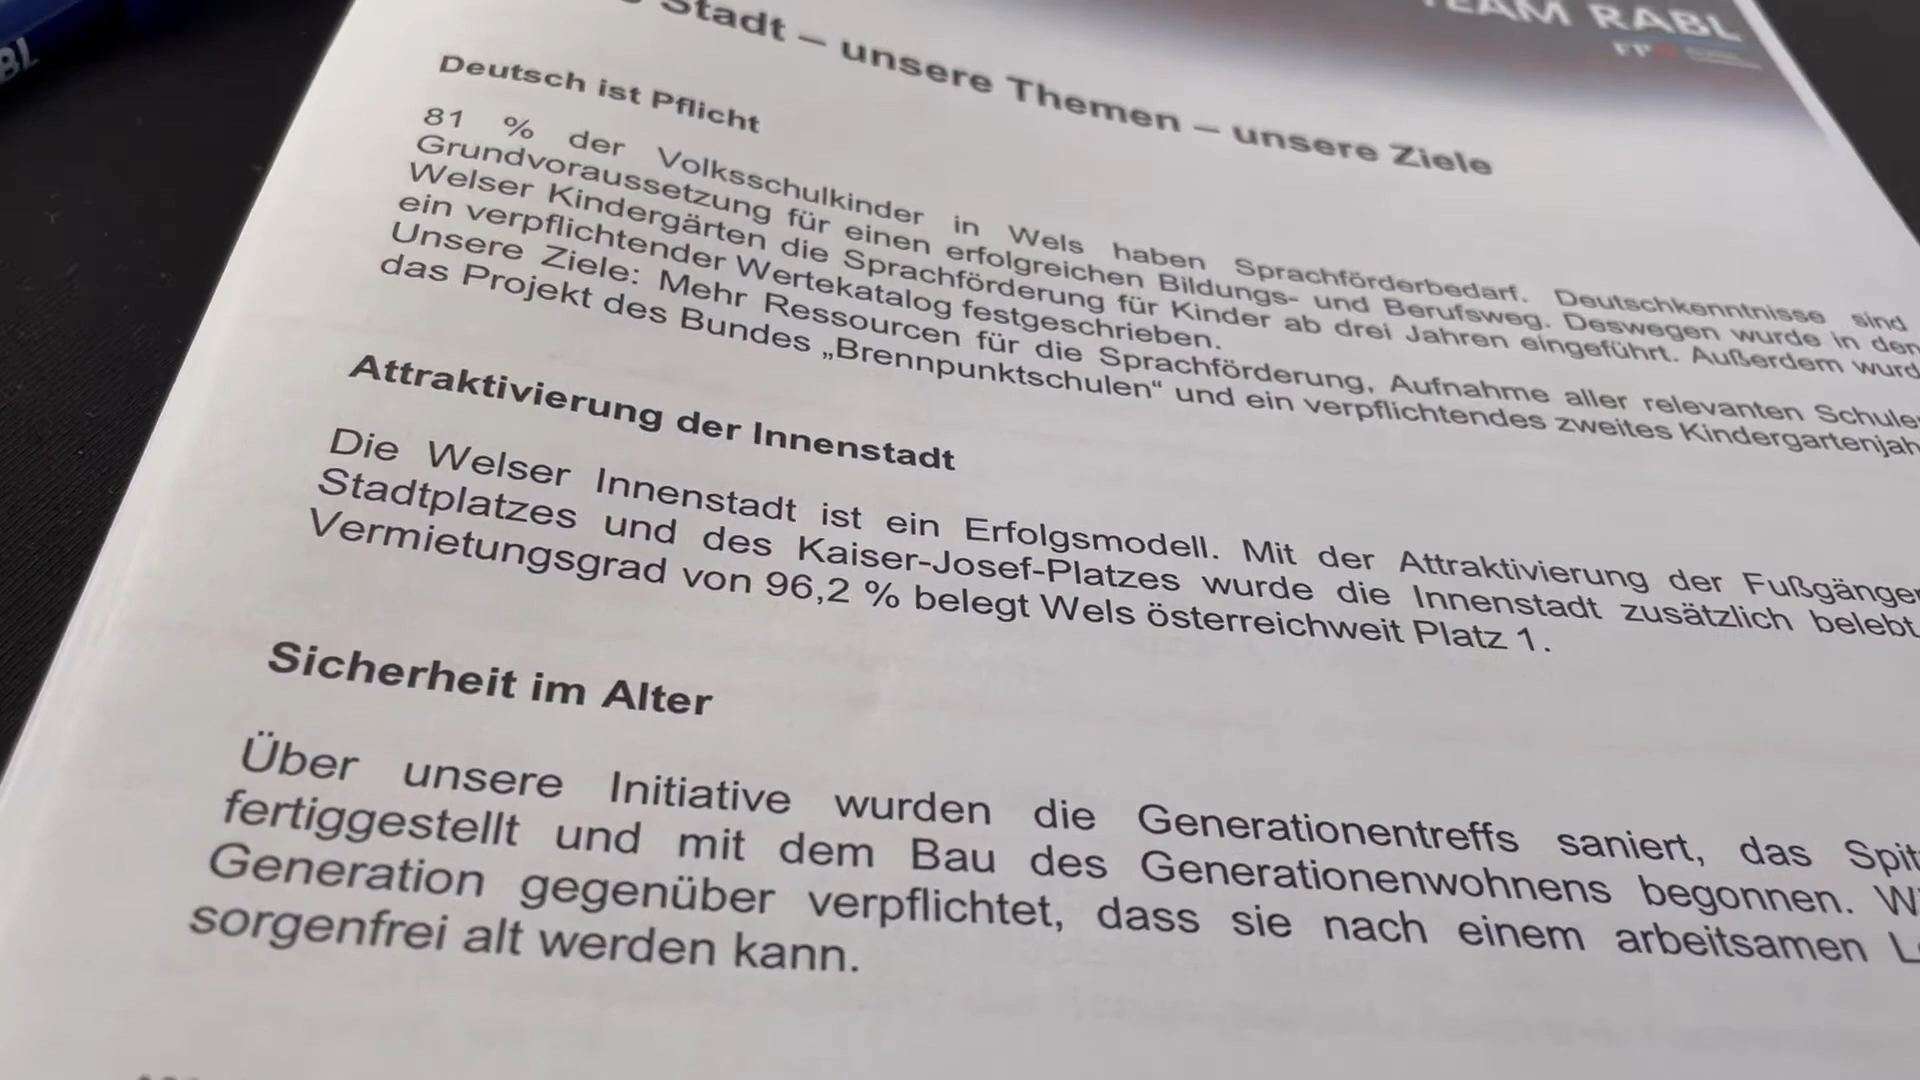 TEAM RABL
Stadt – unsere Themen – unsere Ziele
Deutsch ist Pflicht
81 % der Volksschulkinder in Wels haben Sprachförderbedarf. Deutschkenntnisse sind
Grundvoraussetzung für einen erfolgreichen Bildungs- und Berufsweg. Deswegen wurde in den
Welser Kindergärten die Sprachförderung für Kinder ab drei Jahren eingeführt. Außerdem wurd
ein verpflichtender Wertekatalog festgeschrieben.
Unsere Ziele: Mehr Ressourcen für die Sprachförderung, Aufnahme aller relevanten Schule
das Projekt des Bundes „Brennpunktschulen“ und ein verpflichtendes zweites Kindergartenjah
Attraktivierung der Innenstadt
Die Welser Innenstadt ist ein Erfolgsmodell. Mit der Attraktivierung der Fußgänger
Stadtplatzes und des Kaiser-Josef-Platzes wurde die Innenstadt zusätzlich belebt.
Vermietungsgrad von 96,2 % belegt Wels österreichweit Platz 1.
Sicherheit im Alter
Über unsere Initiative wurden die Generationentreffs saniert, das Spit
fertiggestellt und mit dem Bau des Generationenwohnens begonnen. Wi
Generation gegenüber verpflichtet, dass sie nach einem arbeitsamen L
sorgenfrei alt werden kann.
BL